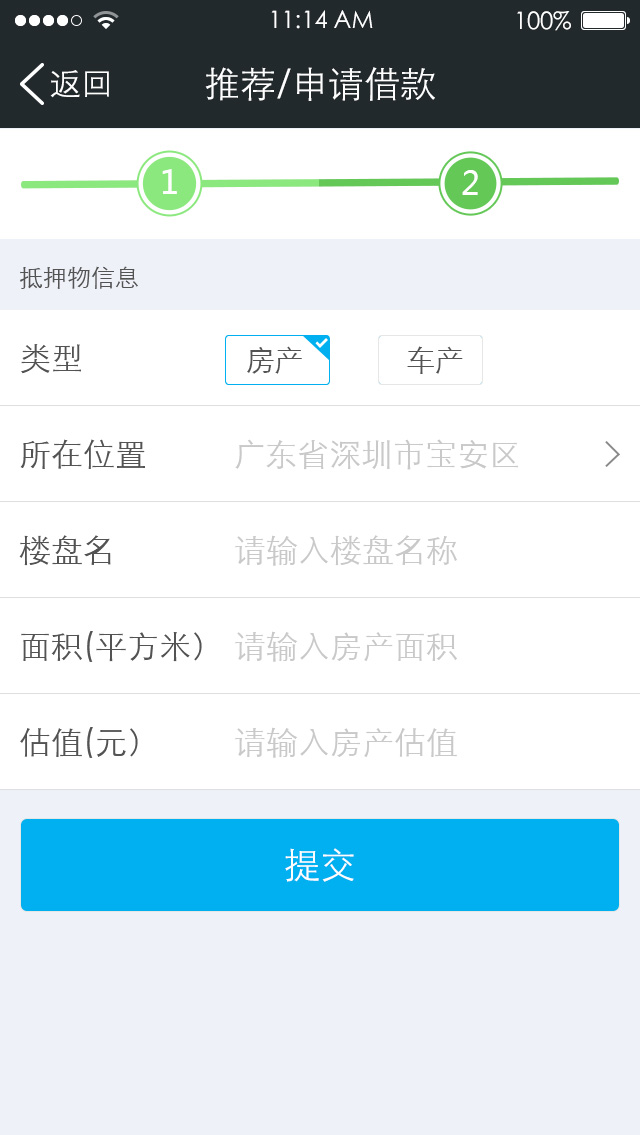 11:14 AM 100%
返回 推荐/申请借款
1 2
抵押物信息
类型 房产 车产
所在位置 广东省深圳市宝安区
楼盘名 请输入楼盘名称
面积(平方米） 请输入房产面积
估值(元） 请输入房产估值
提交